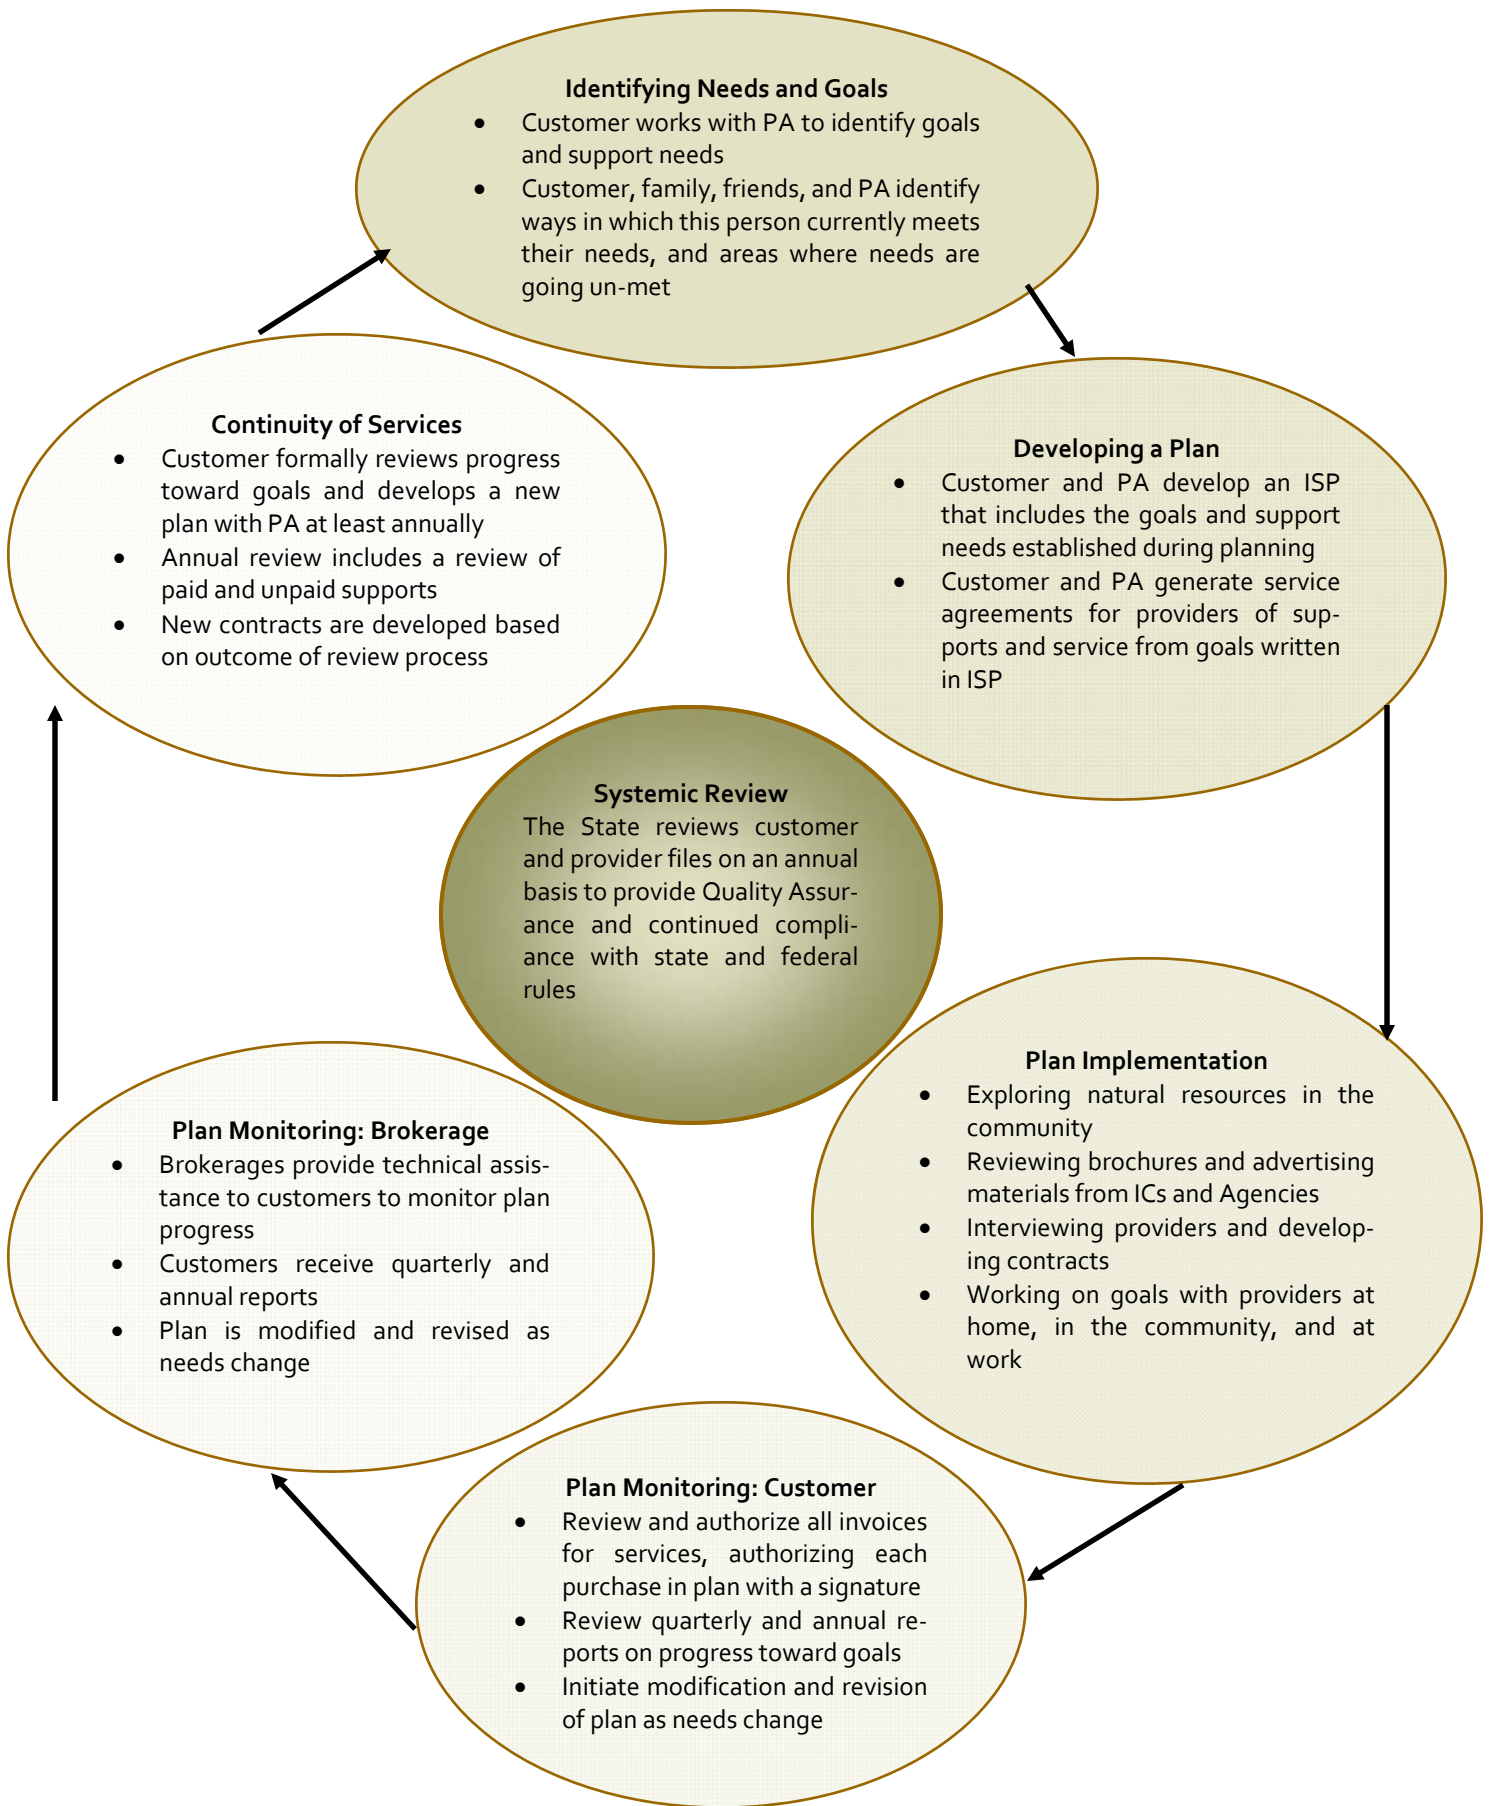 Identifying Needs and Goals
• Customer works with PA to identify goals
and support needs
• Customer, family, friends, and PA identify
ways in which this person currently meets
their needs, and areas where needs are
going un-met
Developing a Plan
• Customer and PA develop an ISP
that includes the goals and support
needs established during planning
• Customer and PA generate service
agreements for providers of sup-
ports and service from goals written
in ISP
Plan Implementation
• Exploring natural resources in the
community
• Reviewing brochures and advertising
materials from ICs and Agencies
• Interviewing providers and develop-
ing contracts
• Working on goals with providers at
home, in the community, and at
work
Plan Monitoring: Customer
• Review and authorize all invoices
for services, authorizing each
purchase in plan with a signature
• Review quarterly and annual re-
ports on progress toward goals
• Initiate modification and revision
of plan as needs change
Plan Monitoring: Brokerage
• Brokerages provide technical assis-
tance to customers to monitor plan
progress
• Customers receive quarterly and
annual reports
• Plan is modified and revised as
needs change
Continuity of Services
• Customer formally reviews progress
toward goals and develops a new
plan with PA at least annually
• Annual review includes a review of
paid and unpaid supports
• New contracts are developed based
on outcome of review process
Systemic Review
The State reviews customer
and provider files on an annual
basis to provide Quality Assur-
ance and continued compli-
ance with state and federal
rules